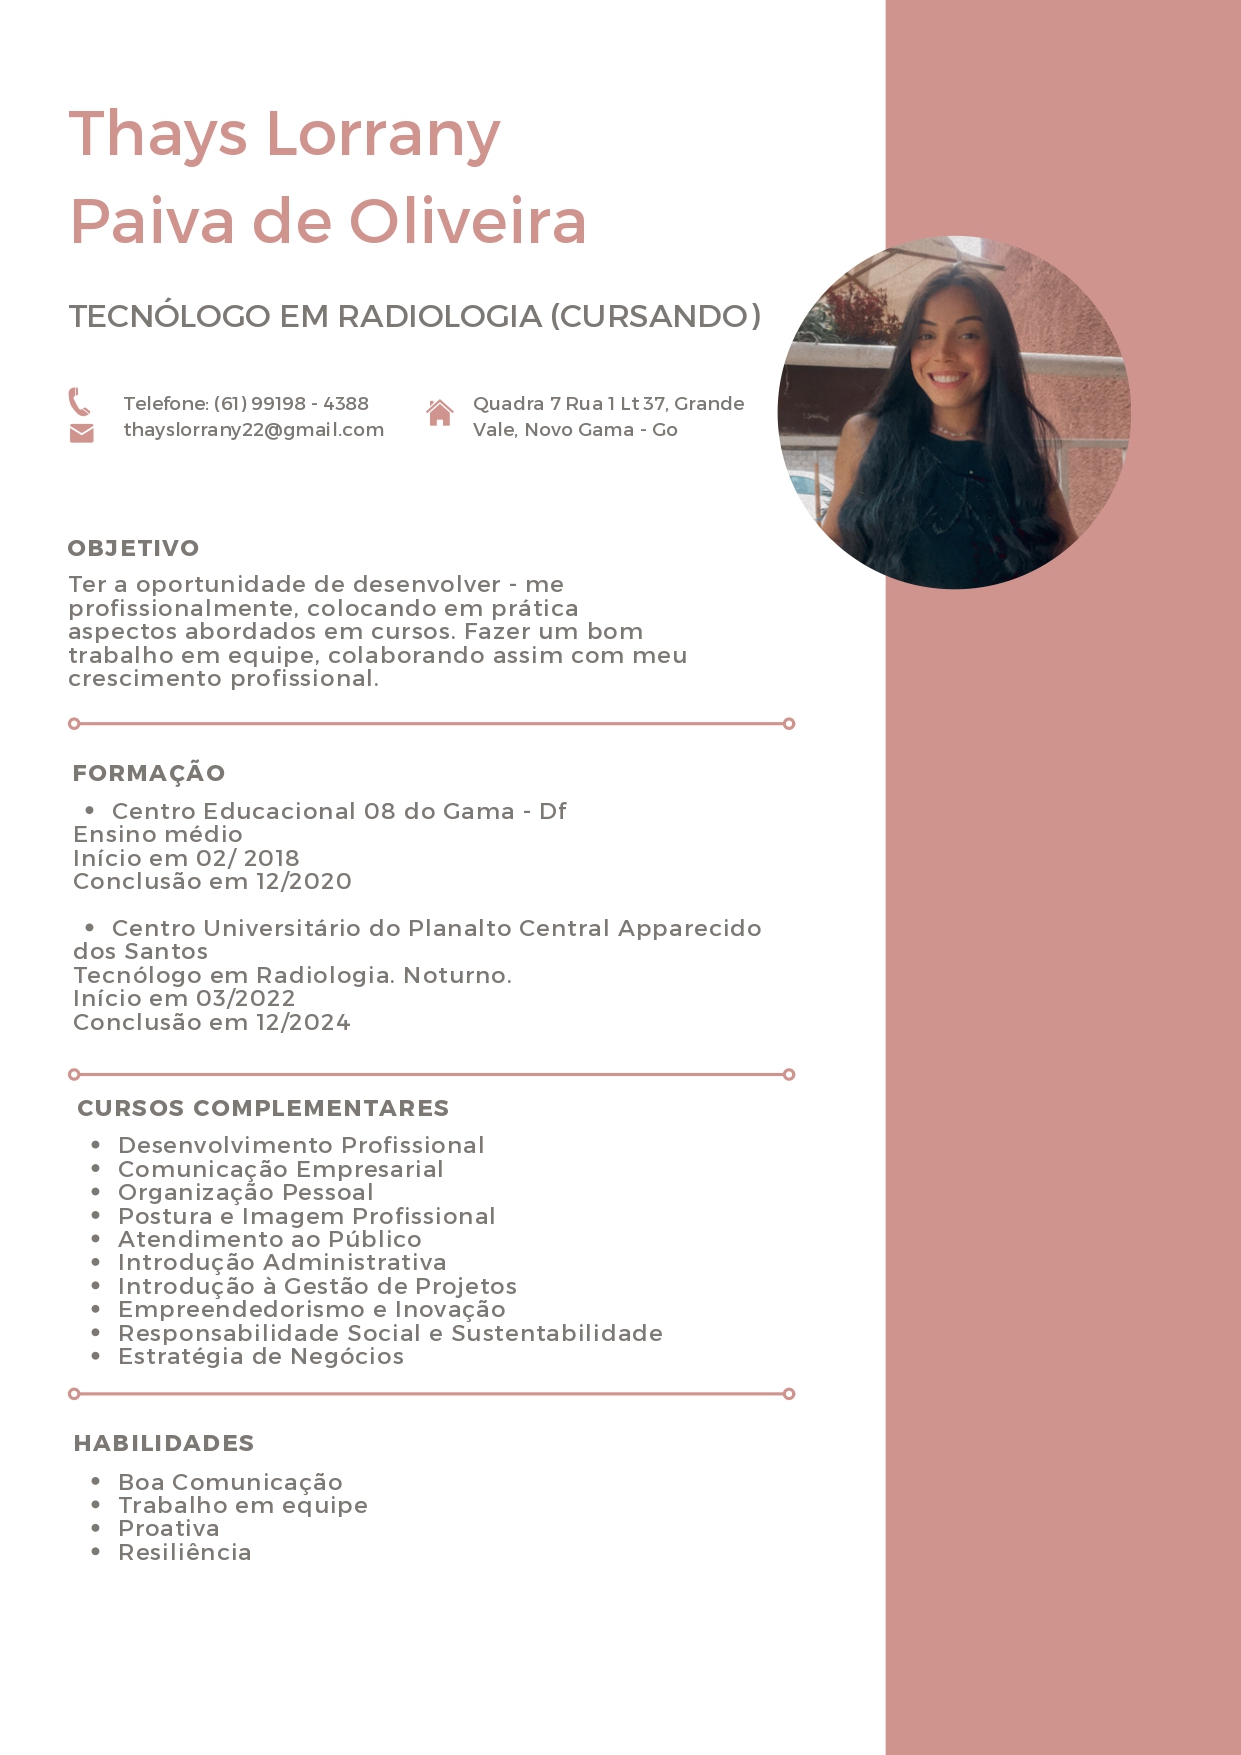 Thays Lorrany
Paiva de Oliveira
TECNÓLOGO EM RADIOLOGIA (CURSANDO)
Telefone: (61) 99198 - 4388
thayslorrany22@gmail.com
Quadra 7 Rua 1 Lt 37, Grande
Vale, Novo Gama - Go
OBJETIVO
Ter a oportunidade de desenvolver - me
profissionalmente, colocando em prática
aspectos abordados em cursos. Fazer um bom
trabalho em equipe, colaborando assim com meu
crescimento profissional.
FORMAÇÃO
• Centro Educacional 08 do Gama - Df
Ensino médio
Início em 02/ 2018
Conclusão em 12/2020
• Centro Universitário do Planalto Central Apparecido
dos Santos
Tecnólogo em Radiologia. Noturno.
Início em 03/2022
Conclusão em 12/2024
CURSOS COMPLEMENTARES
• Desenvolvimento Profissional
• Comunicação Empresarial
• Organização Pessoal
• Postura e Imagem Profissional
• Atendimento ao Público
• Introdução Administrativa
• Introdução à Gestão de Projetos
• Empreendedorismo e Inovação
• Responsabilidade Social e Sustentabilidade
• Estratégia de Negócios
HABILIDADES
• Boa Comunicação
• Trabalho em equipe
• Proativa
• Resiliência